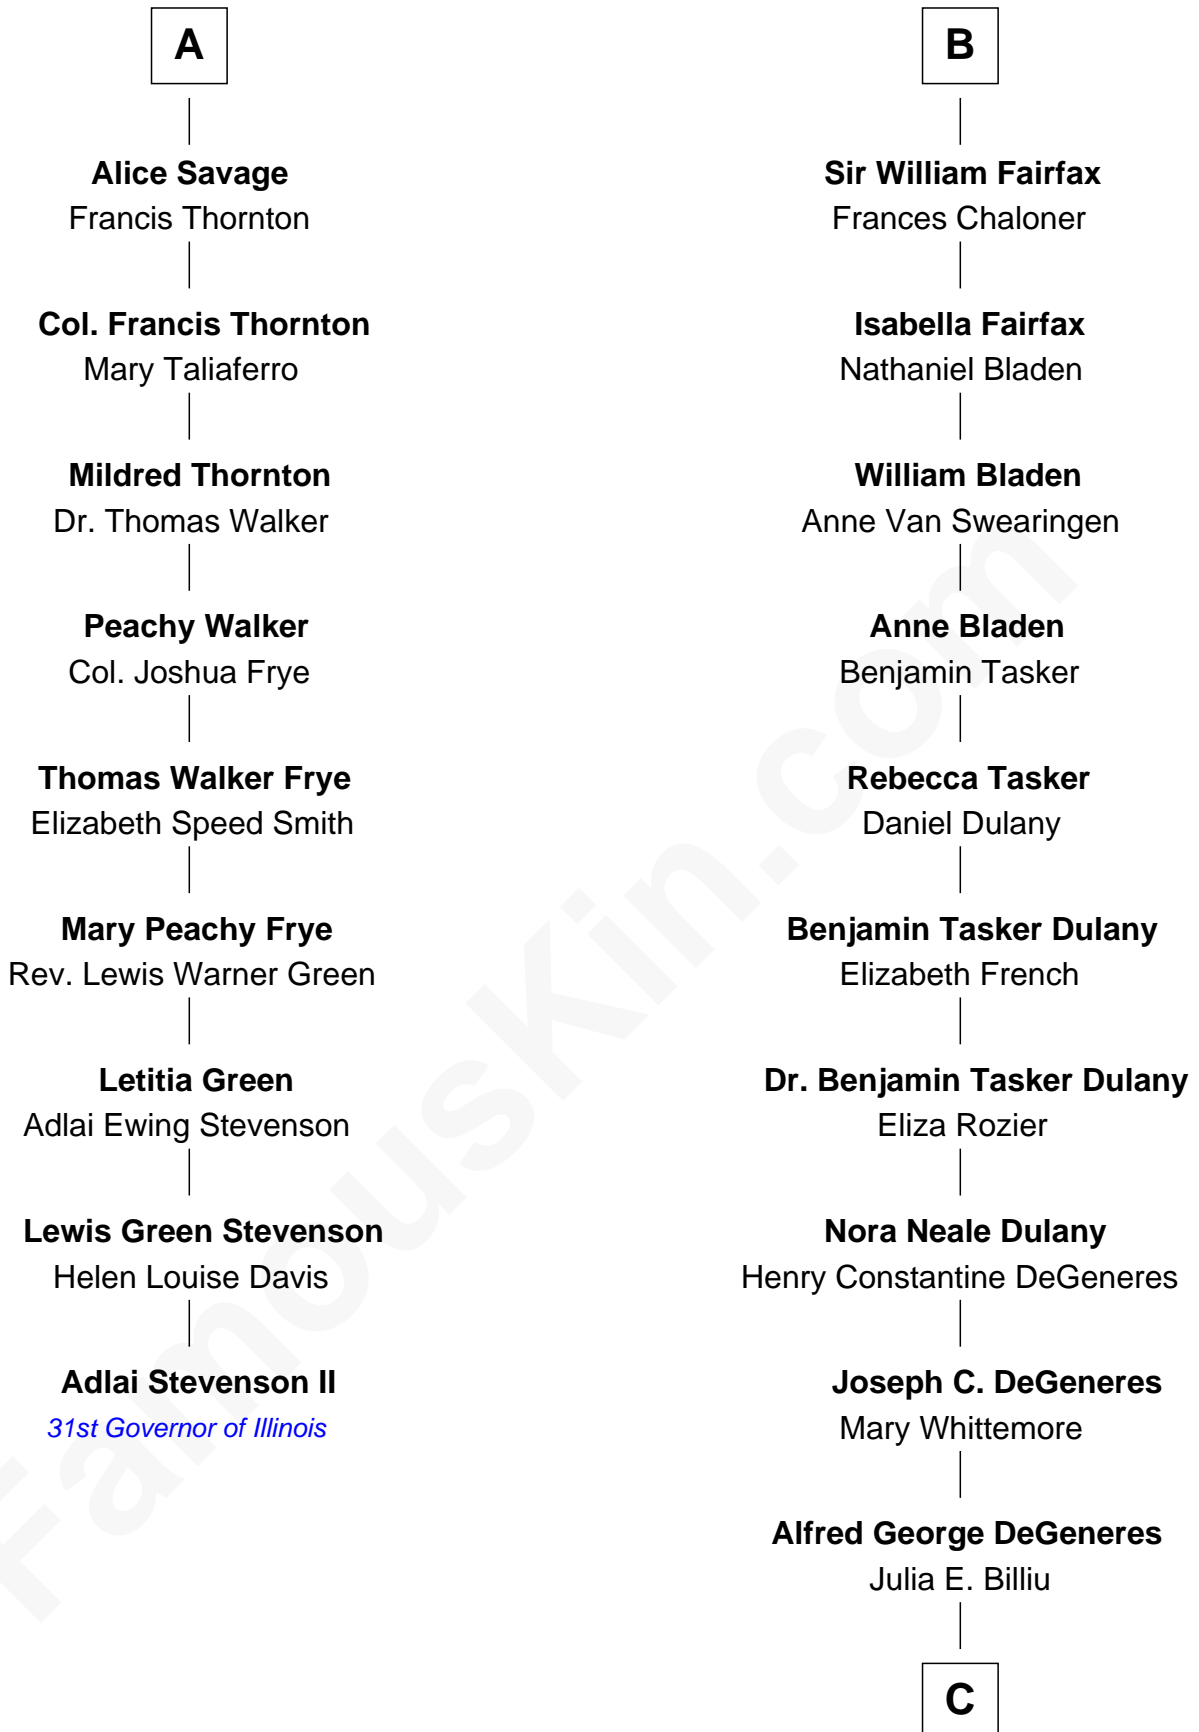 A
Alice Savage
Francis Thornton
Col. Francis Thornton
Mary Taliaferro
Mildred Thornton
Dr. Thomas Walker
Peachy Walker
Col. Joshua Frye
Thomas Walker Frye
Elizabeth Speed Smith
Mary Peachy Frye
Rev. Lewis Warner Green
Letitia Green
Adlai Ewing Stevenson
Lewis Green Stevenson
Helen Louise Davis
Adlai Stevenson II
31st Governor of Illinois
B
Sir William Fairfax
Frances Chaloner
Isabella Fairfax
Nathaniel Bladen
William Bladen
Anne Van Swearingen
Anne Bladen
Benjamin Tasker
Rebecca Tasker
Daniel Dulany
Benjamin Tasker Dulany
Elizabeth French
Dr. Benjamin Tasker Dulany
Eliza Rozier
Nora Neale Dulany
Henry Constantine DeGeneres
Joseph C. DeGeneres
Mary Whittemore
Alfred George DeGeneres
Julia E. Billiu
C
FamousKin.com